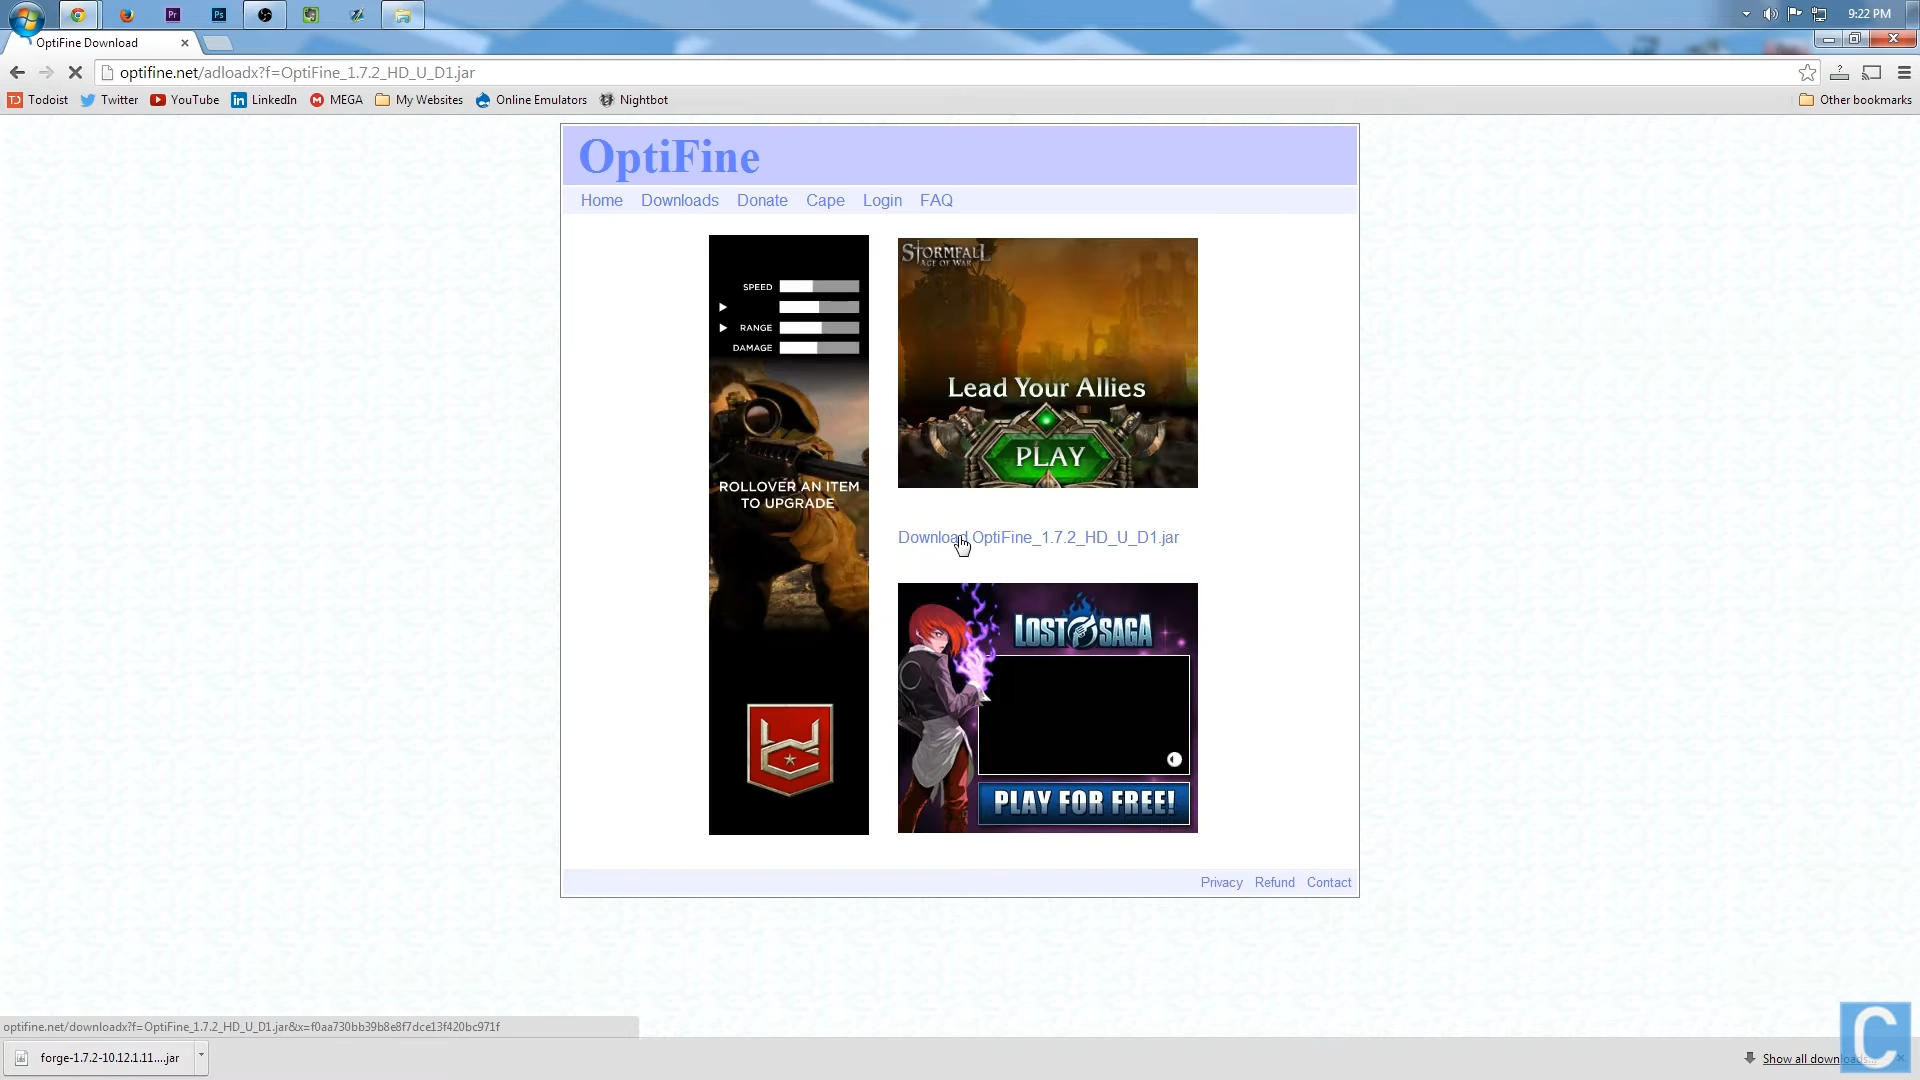 Pr
Ps
9:22 PM
OptiFine Download
optifine.net/adloadx?f=OptiFine_1.7.2_HD_U_D1.jar
Todoist
Twitter
YouTube
LinkedIn
MEGA
My Websites
Online Emulators
Nightbot
Other bookmarks
OptiFine
Home Downloads Donate Cape Login FAQ
SPEED
RANGE
DAMAGE
ROLLOVER AN ITEM
TO UPGRADE
STORMFALL
AGE OF WAR
Lead Your Allies
PLAY
Download OptiFine_1.7.2_HD_U_D1.jar
LOST SAGA
PLAY FOR FREE!
Privacy Refund Contact
optifine.net/downloadx?f=OptiFine_1.7.2_HD_U_D1.jar&x=f0aa730bb39b8e8f7dce13f420bc971f
forge-1.7.2-10.12.1.11....jar
Show all downloads...
C